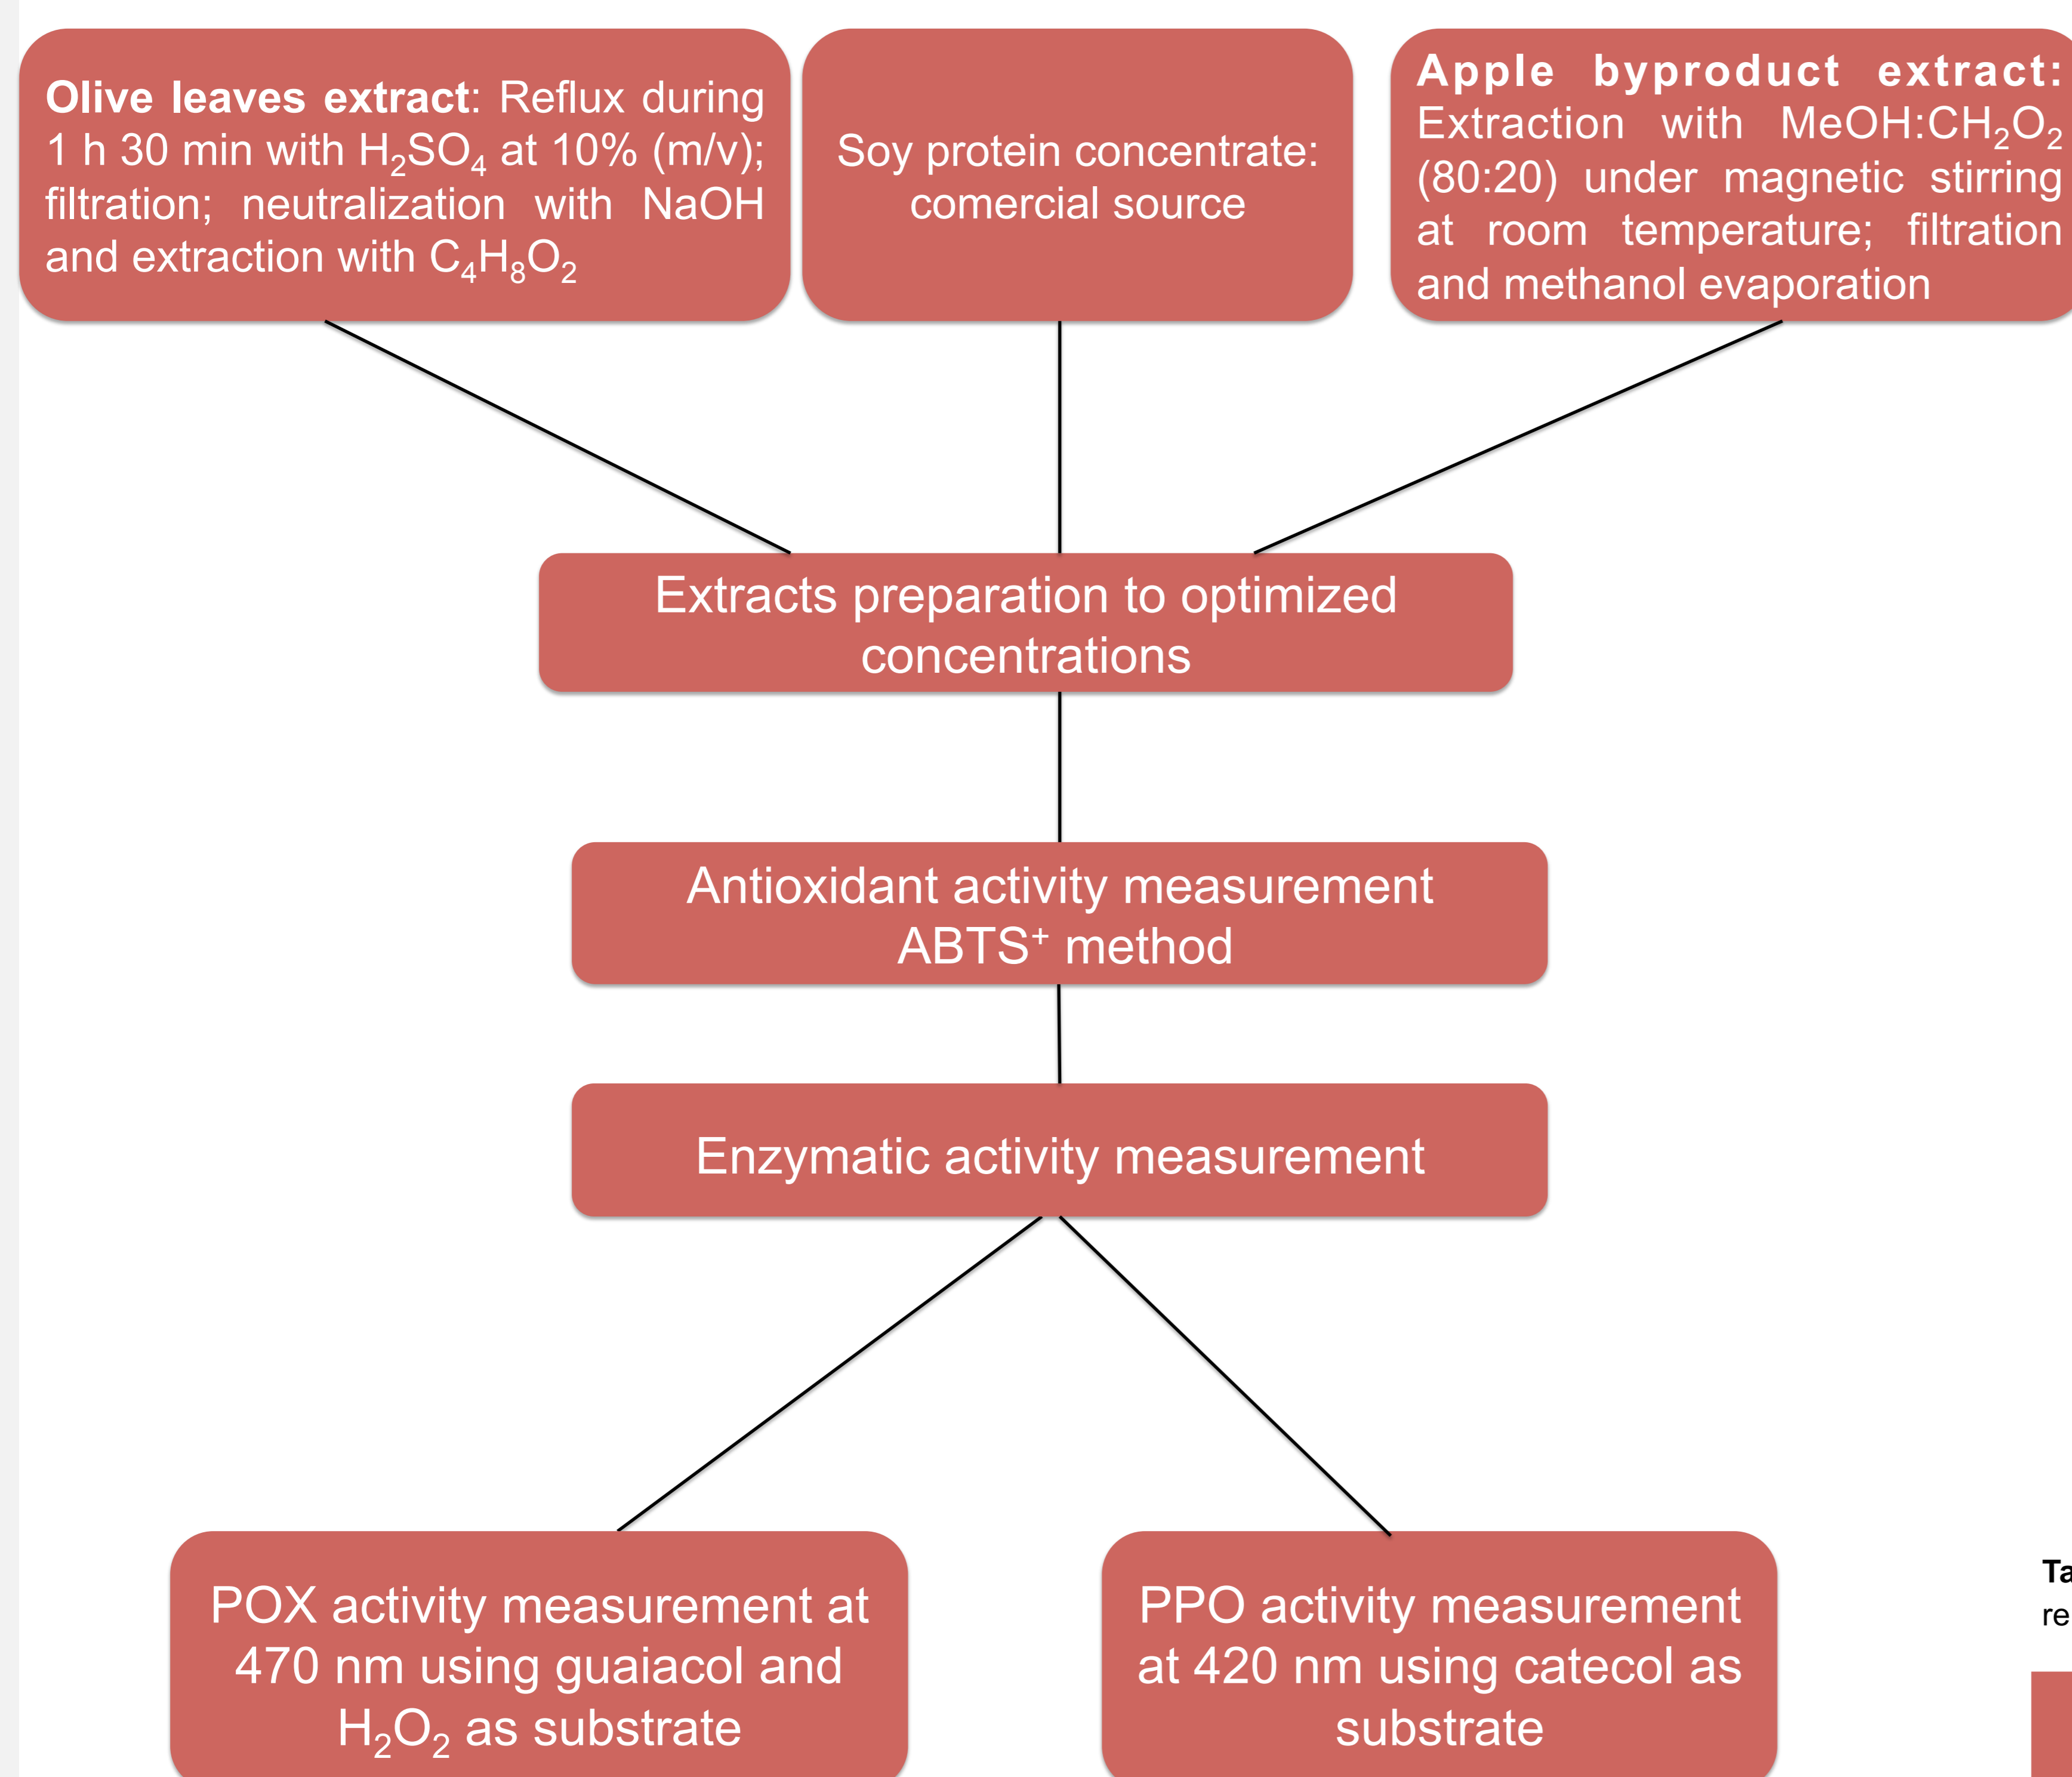 Olive leaves extract: Reflux during
1 h 30 min with H₂SO₄ at 10% (m/v);
filtration; neutralization with NaOH
and extraction with C₄H₈O₂
Soy protein concentrate:
comercial source
Apple byproduct extract:
Extraction with MeOH:CH₂O₂
(80:20) under magnetic stirring
at room temperature; filtration
and methanol evaporation
Extracts preparation to optimized
concentrations
Antioxidant activity measurement
ABTS⁺ method
Enzymatic activity measurement
POX activity measurement at
470 nm using guaiacol and
H₂O₂ as substrate
PPO activity measurement
at 420 nm using catecol as
substrate